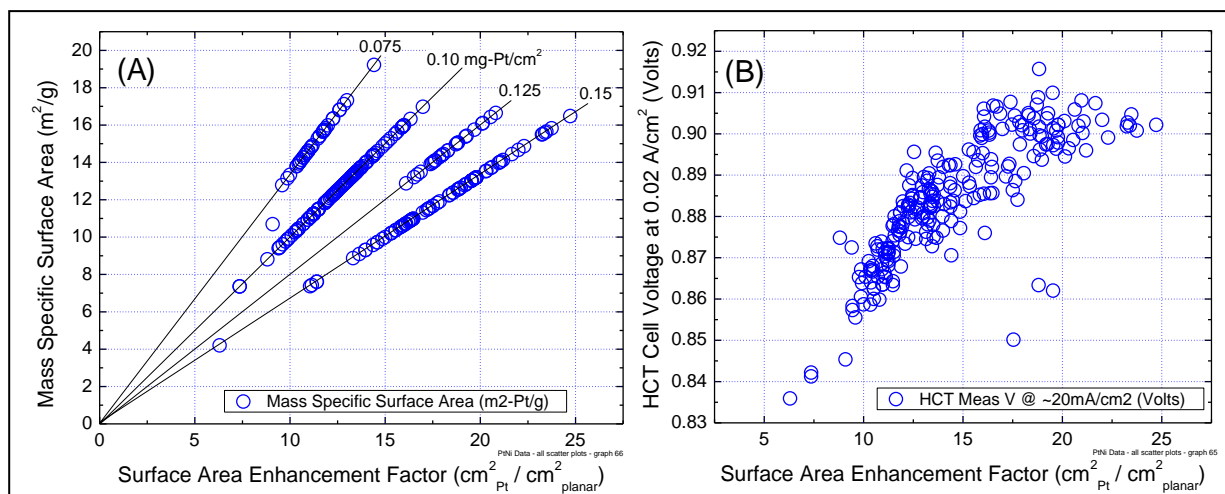 (A)
0.075
0.10 mg-Pt/cm²
0.125
0.15
20
18
16
14
12
10
8
6
4
2
0
Mass Specific Surface Area (m²/g)
Mass Specific Surface Area (m2-Pt/g)
0 5 10 15 20 25
PtNi Data - all scatter plots - graph 66
Surface Area Enhancement Factor (cm²Pt / cm²planar)
(B)
0.92
0.91
0.90
0.89
0.88
0.87
0.86
0.85
0.84
0.83
HCT Cell Voltage at 0.02 A/cm² (Volts)
HCT Meas V @ ~20mA/cm2 (Volts)
5 10 15 20 25
PtNi Data - all scatter plots - graph 65
Surface Area Enhancement Factor (cm²Pt / cm²planar)